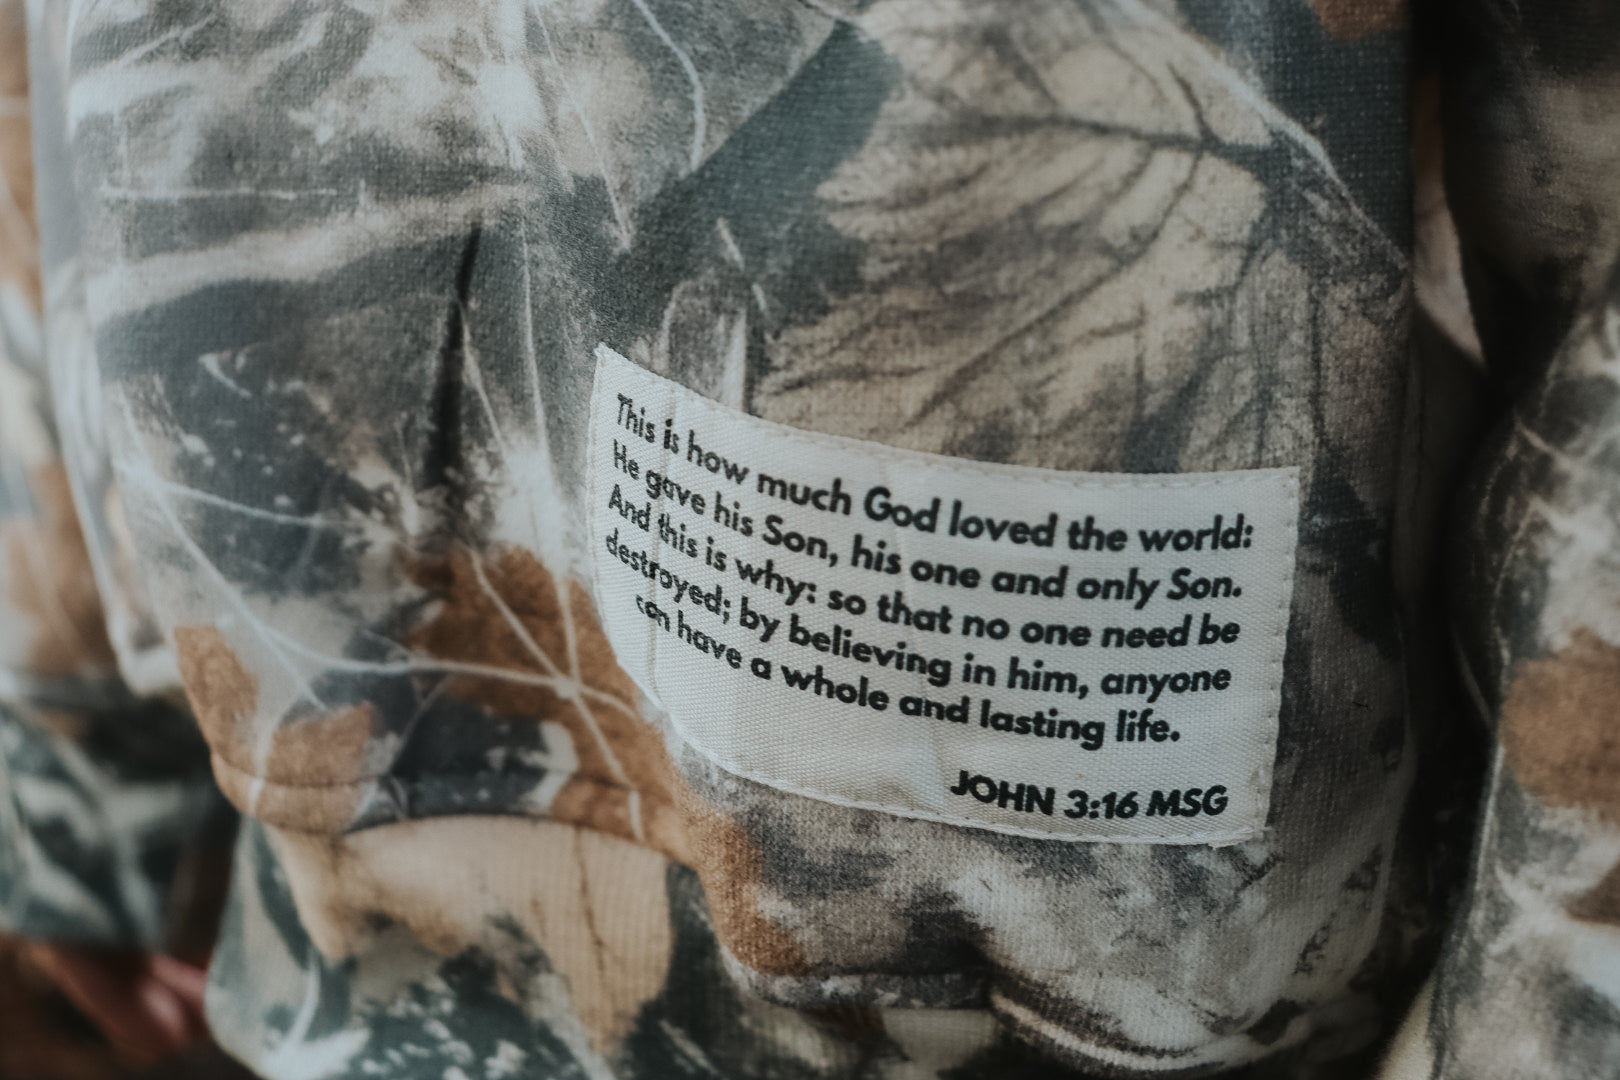 This is how much God loved the world:
He gave his Son, his one and only Son.
And this is why: so that no one need be
destroyed; by believing in him, anyone
can have a whole and lasting life.
JOHN 3:16 MSG